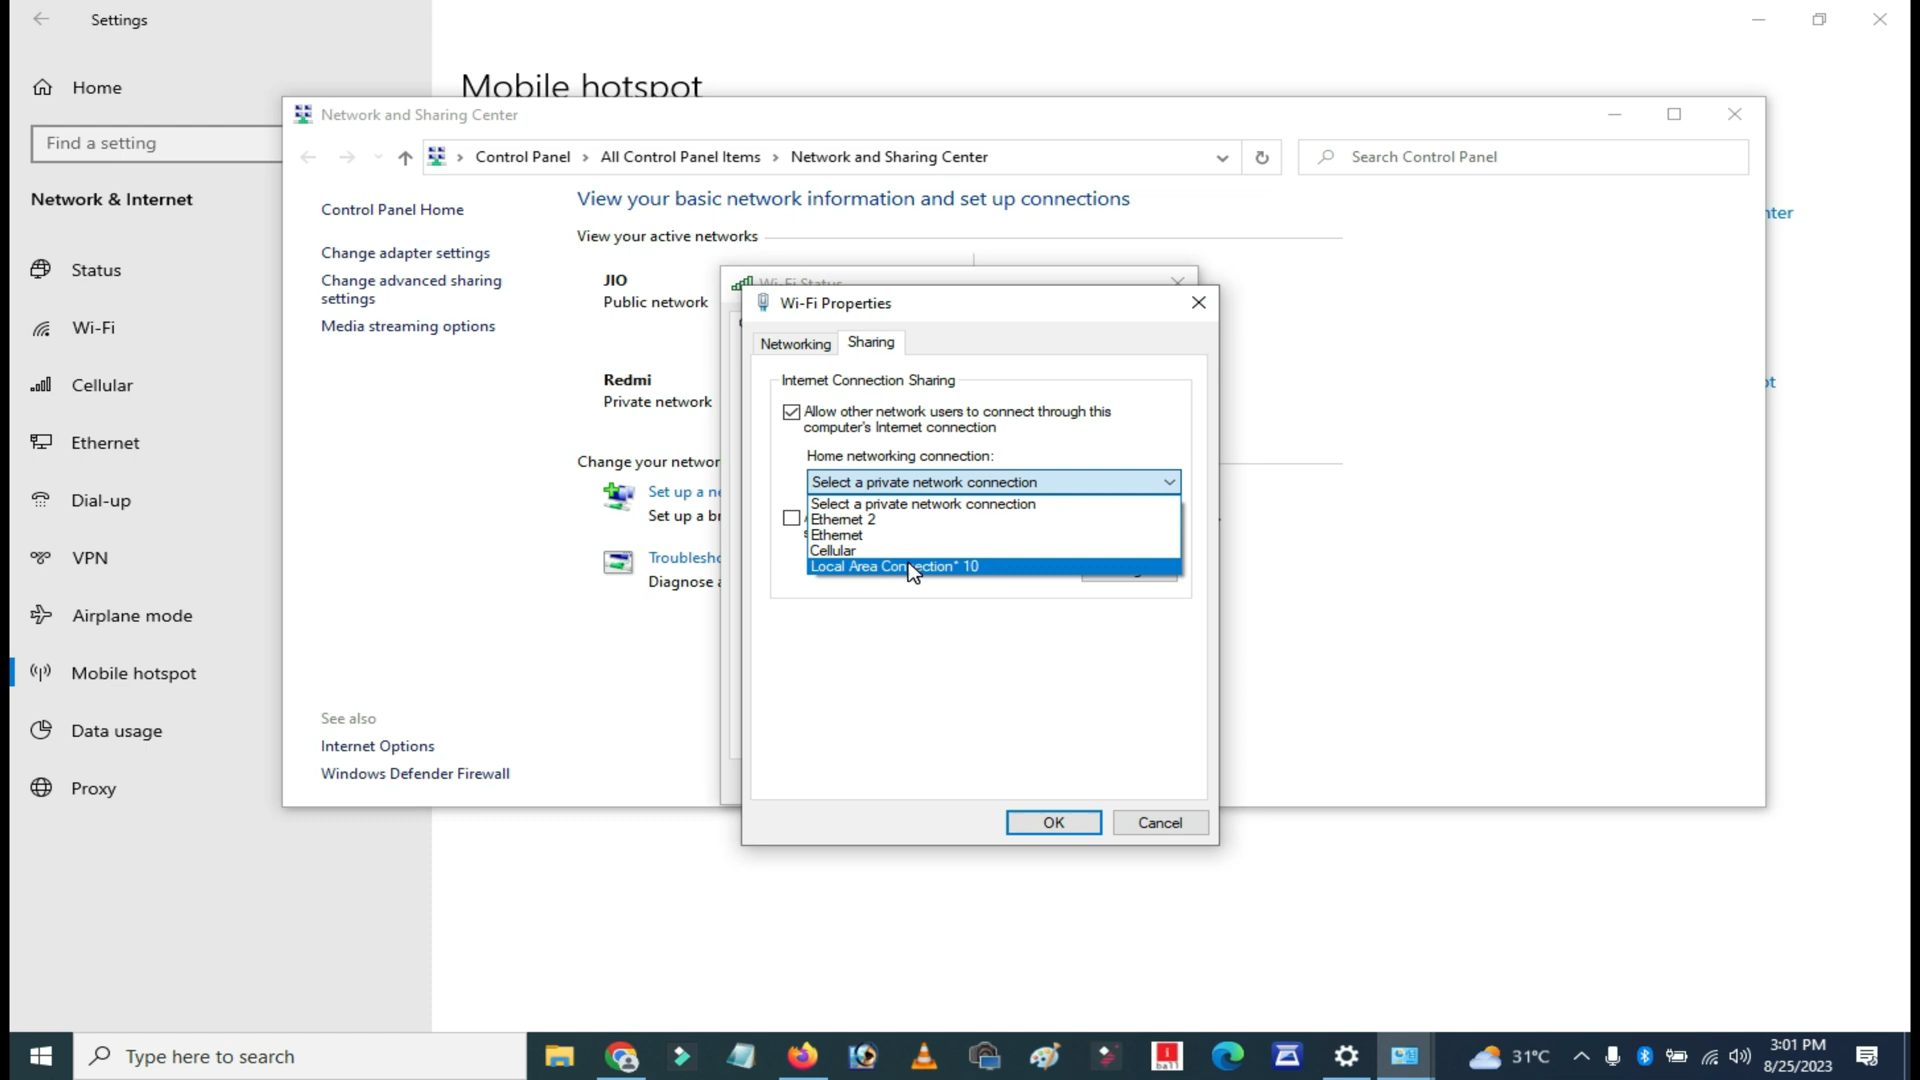 Settings
Home
Find a setting
Network & Internet
Status
Wi-Fi
Cellular
Ethernet
Dial-up
VPN
Airplane mode
Mobile hotspot
Data usage
Proxy
Mobile hotspot
Network and Sharing Center
Control Panel > All Control Panel Items > Network and Sharing Center
Search Control Panel
Control Panel Home
Change adapter settings
Change advanced sharing
settings
Media streaming options
See also
Internet Options
Windows Defender Firewall
View your basic network information and set up connections
View your active networks
JIO
Public network
Redmi
Private network
Change your networ
Set up a ne
Set up a br
Troublesho
Diagnose a
Wi-Fi Status
Wi-Fi Properties
Networking
Sharing
Internet Connection Sharing
Allow other network users to connect through this
computer's Internet connection
Home networking connection:
Select a private network connection
Select a private network connection
Ethernet 2
Ethernet
Cellular
Local Area Connection* 10
OK
Cancel
Type here to search
31°C
3:01 PM
8/25/2023